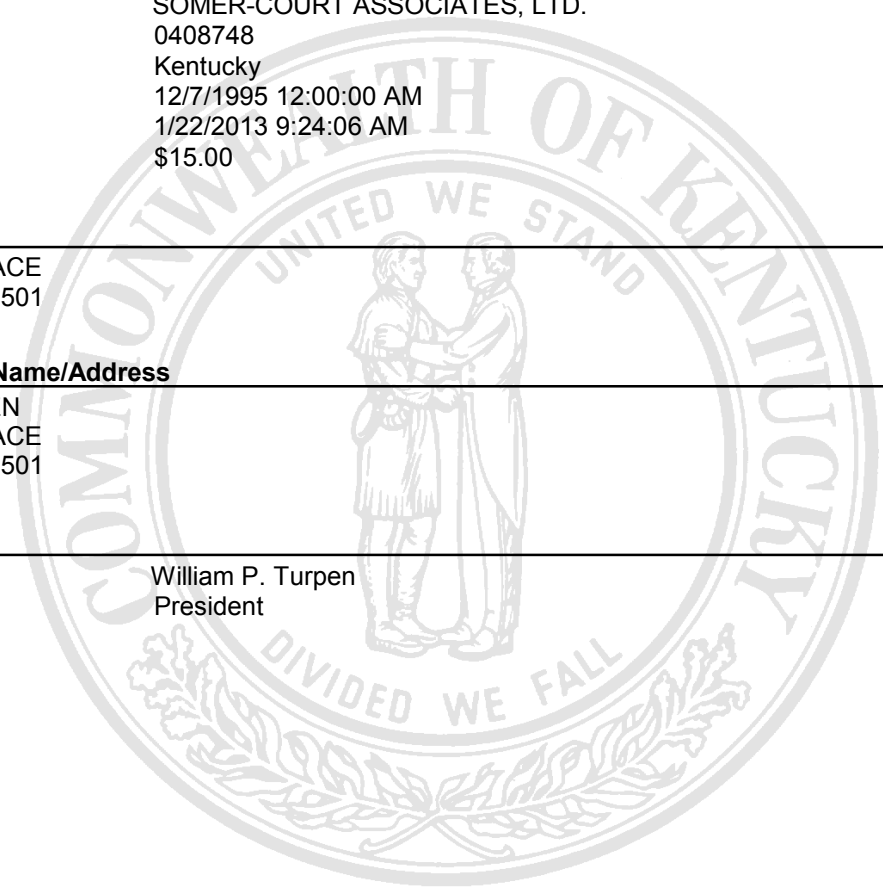 SOMER-COURT ASSOCIATES, LTD.
0408748
Kentucky
12/7/1995 12:00:00 AM
1/22/2013 9:24:06 AM
$15.00
COMMONWEALTH OF KENTUCKY
UNITED WE STAND
ACE
501
Name/Address
EN
ACE
501
William P. Turpen
President
DIVIDED WE FALL